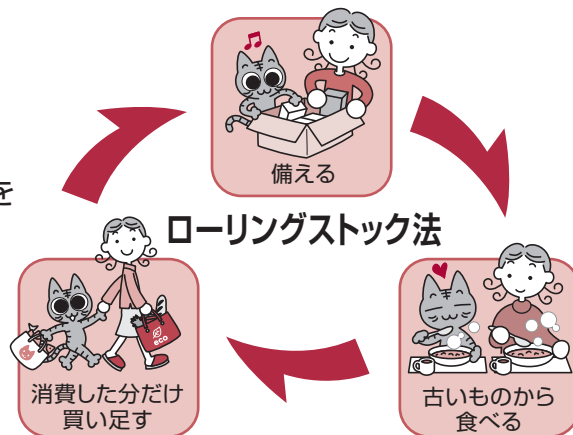 備える
を
ローリングストック法
eco
消費した分だけ
買い足す
古いものから
食べる